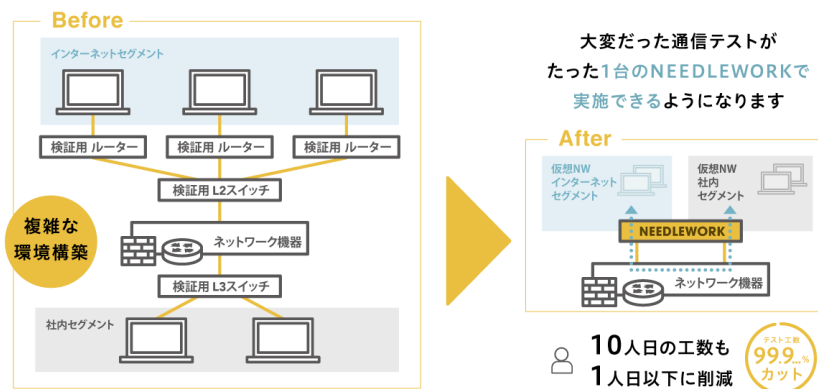 Before
インターネットセグメント
検証用 ルーター
検証用 ルーター
検証用 ルーター
検証用 L2スイッチ
複雑な
環境構築
ネットワーク機器
検証用 L3スイッチ
社内セグメント
大変だった通信テストが
たった1台のNEEDLEWORKで
実施できるようになります
After
仮想NW
インターネット
セグメント
仮想NW
社内
セグメント
NEEDLEWORK
ネットワーク機器
10人日の工数も
1人日以下に削減
テスト工数
99.9...%
カット